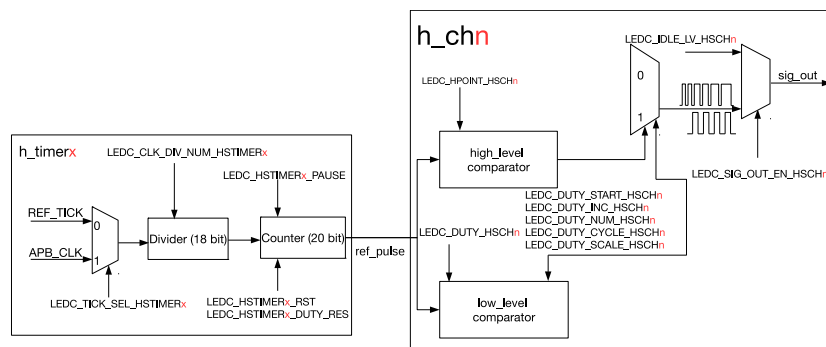 h_chn
LEDC_IDLE_LV_HSCHn
sig_out
LEDC_HPOINT_HSCHn
0
1
h_timerx
LEDC_CLK_DIV_NUM_HSTIMERx
LEDC_HSTIMERx_PAUSE
high_level
comparator
LEDC_SIG_OUT_EN_HSCHn
REF_TICK
0
APB_CLK
1
Divider (18 bit)
Counter (20 bit)
ref_pulse
LEDC_DUTY_START_HSCHn
LEDC_DUTY_INC_HSCHn
LEDC_DUTY_NUM_HSCHn
LEDC_DUTY_CYCLE_HSCHn
LEDC_DUTY_SCALE_HSCHn
LEDC_DUTY_HSCHn
LEDC_TICK_SEL_HSTIMERx
LEDC_HSTIMERx_RST
LEDC_HSTIMERx_DUTY_RES
low_level
comparator